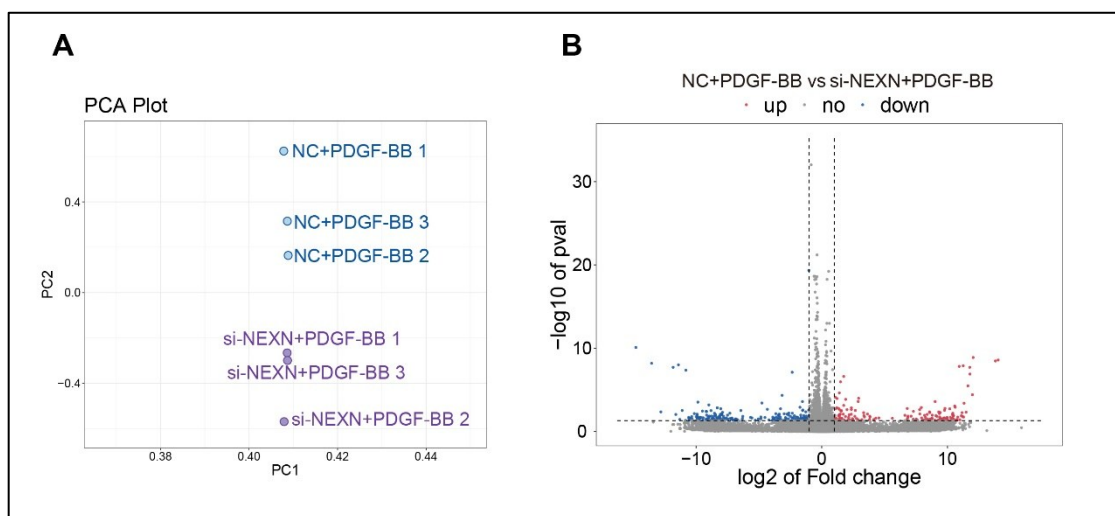 A
PCA Plot
NC+PDGF-BB 1
NC+PDGF-BB 3
NC+PDGF-BB 2
si-NEXN+PDGF-BB 1
si-NEXN+PDGF-BB 3
si-NEXN+PDGF-BB 2
PC2
0.4
0.0
−0.4
0.38
0.40
0.42
0.44
PC1
B
NC+PDGF-BB vs si-NEXN+PDGF-BB
up no down
−log10 of pval
30
20
10
0
−10
0
10
log2 of Fold change